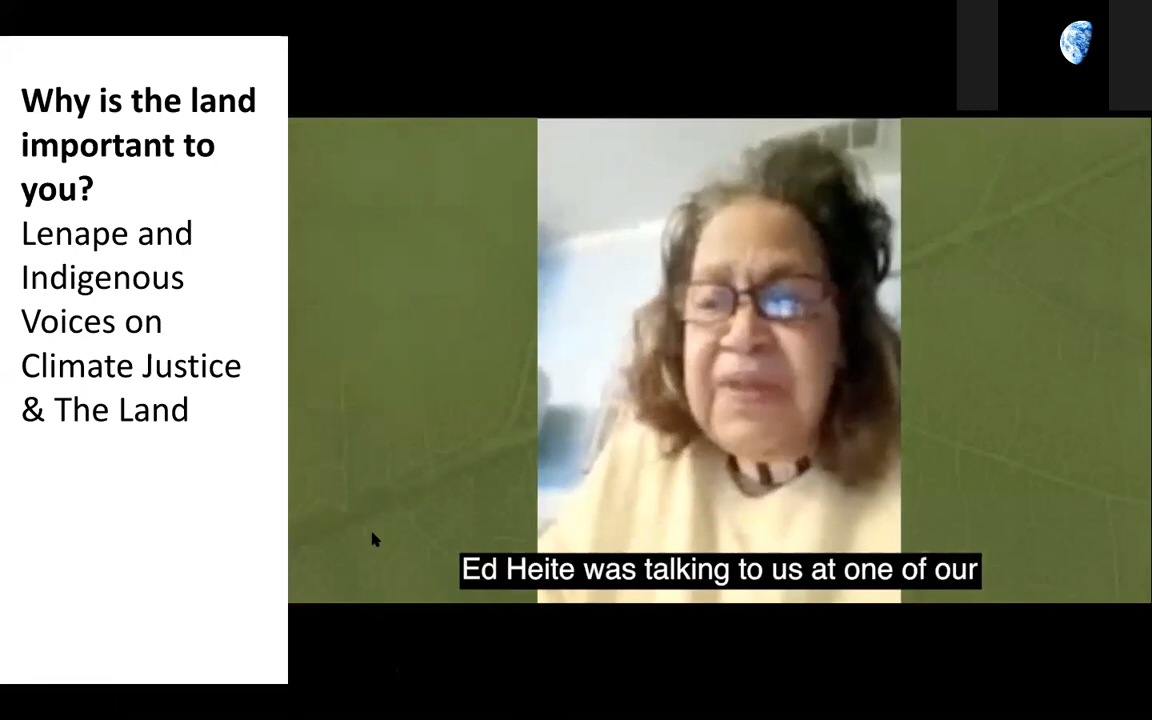 Why is the land
important to
you?
Lenape and
Indigenous
Voices on
Climate Justice
& The Land
Ed Heite was talking to us at one of our